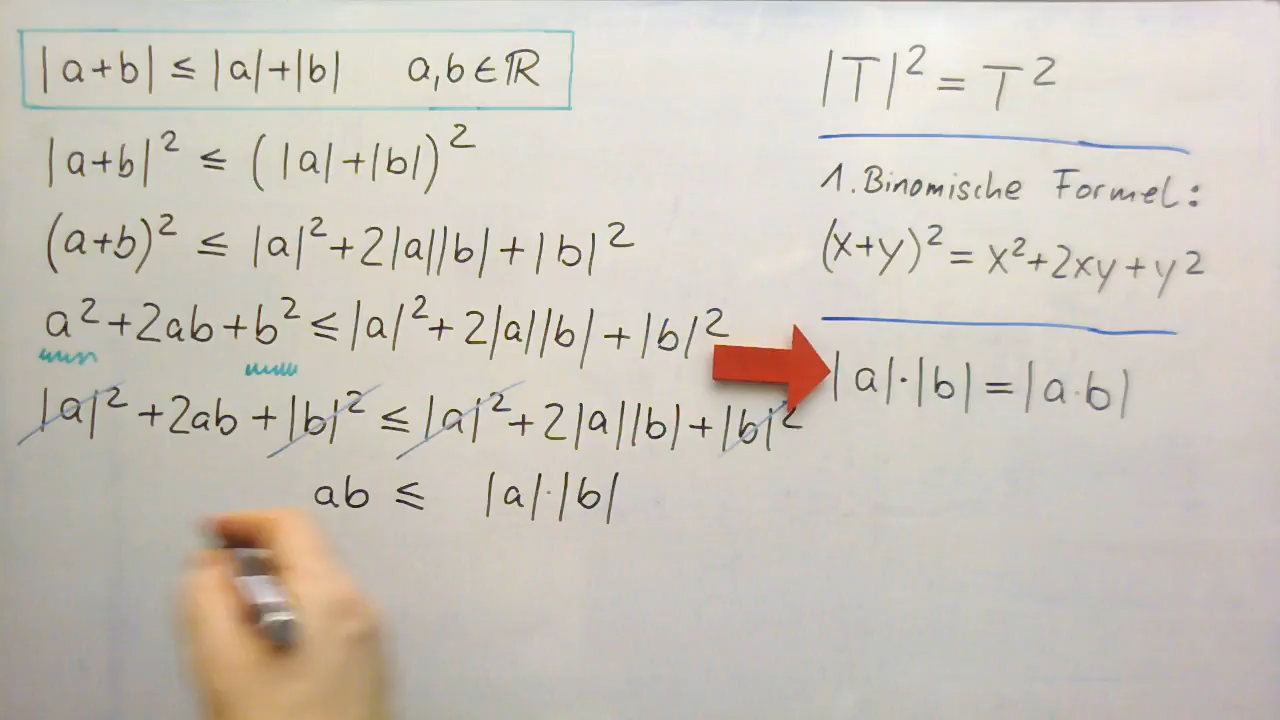 |a+b| ≤ |a|+|b| a,b ∈ ℝ
|a+b|² ≤ (|a|+|b|)²
(a+b)² ≤ |a|²+2|a||b|+|b|²
a²+2ab+b² ≤ |a|²+2|a||b|+|b|²
|a|²+2ab+|b|² ≤ |a|²+2|a||b|+|b|²
ab ≤ |a|·|b|
|T|² = T²
1. Binomische Formel:
(x+y)² = x²+2xy+y²
|a|·|b| = |a·b|